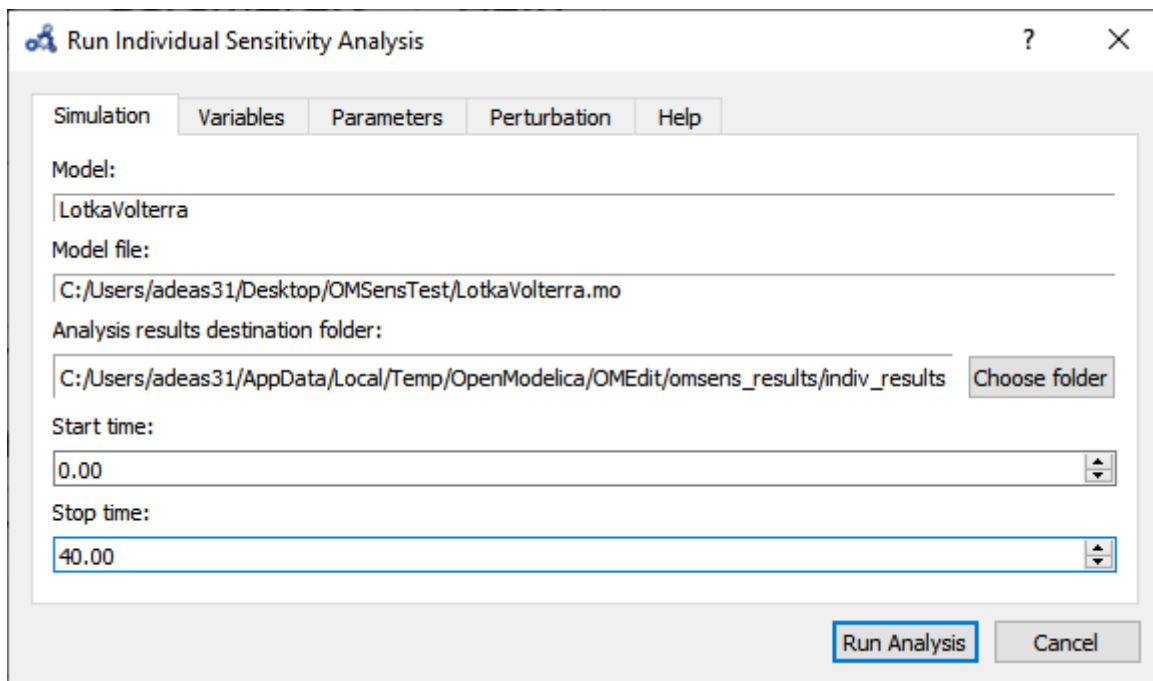 Run Individual Sensitivity Analysis ?
Simulation Variables Parameters Perturbation Help
Model:
LotkaVolterra
Model file:
C:/Users/adeas31/Desktop/OMSensTest/LotkaVolterra.mo
Analysis results destination folder:
C:/Users/adeas31/AppData/Local/Temp/OpenModelica/OMEdit/omsens_results/indiv_results Choose folder
Start time:
0.00
Stop time:
40.00
Run Analysis Cancel